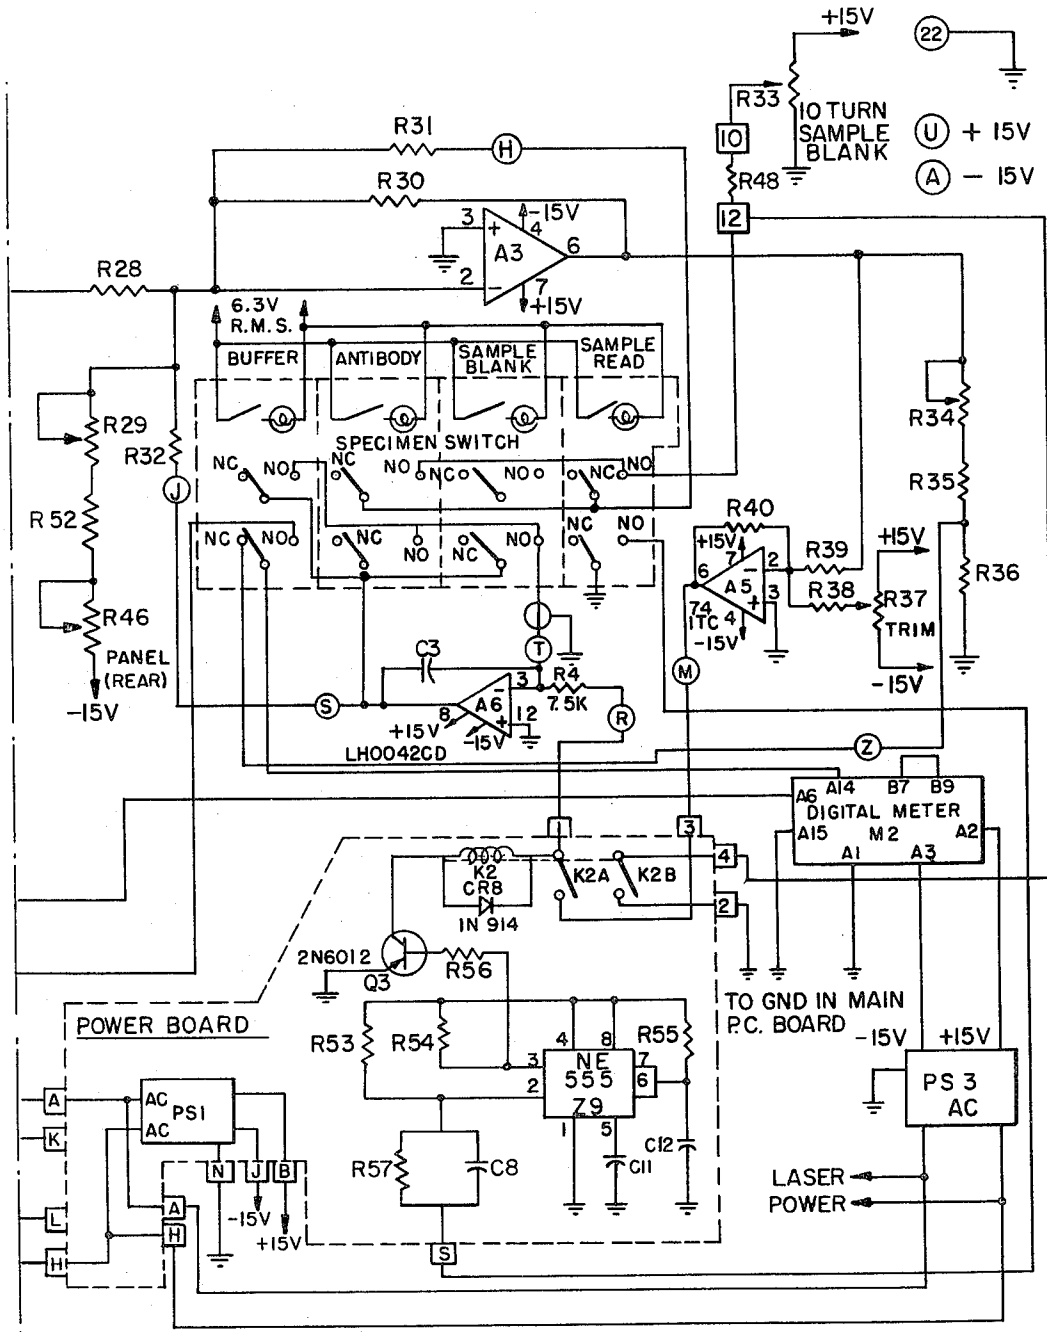 +15V
22
R33
10 TURN
SAMPLE
BLANK
U + 15V
A - 15V
10
R48
12
R31
H
R30
-15V
3
4
+
A3
6
2
-
7
+15V
R28
6.3V
R.M.S.
BUFFER
ANTIBODY
SAMPLE
BLANK
SAMPLE
READ
R29
R32
SPECIMEN SWITCH
NC
NO
NC
NO
NC
NO
NC
NO
J
R52
NC
NO
NC
NO
NC
NO
NC
NO
R46
PANEL
(REAR)
-15V
R34
R35
R36
R40
+15V
7
2
6
-
A5
+
3
74
1TC
4
-15V
R39
R38
+15V
R37
TRIM
-15V
T
C3
M
S
A6
-
3
R4
7.5K
8
+
12
+15V
-15V
LH0042CD
R
Z
A14
B7
B9
A6
DIGITAL METER
A15
M2
A2
A1
A3
1
3
K2
CR8
1N 914
K2A
K2B
4
2
2N6012
Q3
R56
TO GND IN MAIN
P.C. BOARD
POWER BOARD
R53
R54
R55
4
8
3
NE
7
555
6
2
Z9
1
5
C11
C12
-15V
+15V
PS 3
AC
A
AC
PS1
AC
K
N
J
B
A
-15V
L
H
+15V
H
R57
C8
LASER
POWER
S